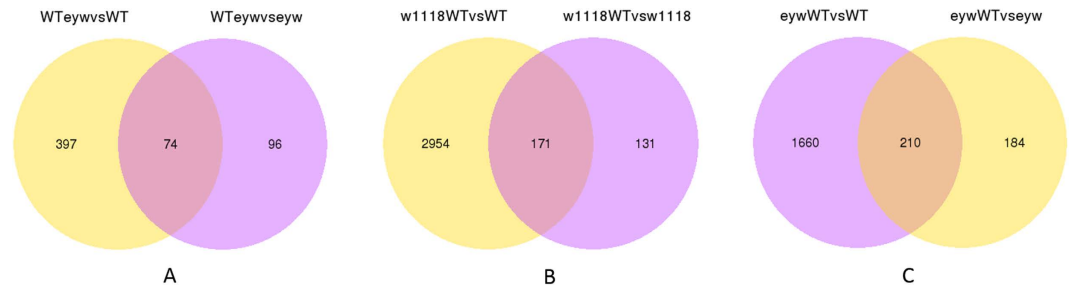 WTeywvsWT WTeywvseyw
397 74 96
A
w1118WTvsWT w1118WTvsw1118
2954 171 131
B
eywWTvsWT eywWTvseyw
1660 210 184
C